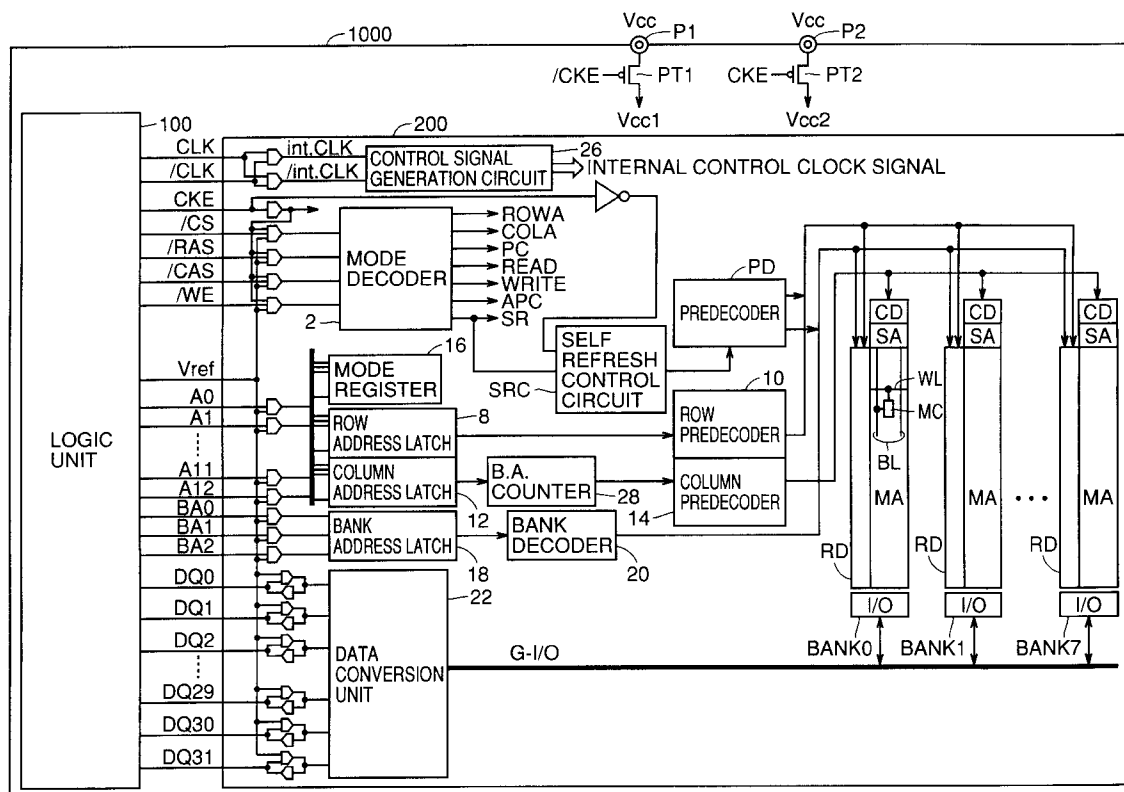 Vcc
P1
Vcc
P2
1000
/CKE
PT1
CKE
PT2
Vcc1
Vcc2
100
200
CLK
int.CLK
26
/CLK
/int.CLK
CONTROL SIGNAL
GENERATION CIRCUIT
INTERNAL CONTROL CLOCK SIGNAL
CKE
/CS
/RAS
/CAS
/WE
MODE
DECODER
2
ROWA
COLA
PC
READ
WRITE
APC
SR
PD
PREDECODER
SELF
REFRESH
CONTROL
CIRCUIT
SRC
16
MODE
REGISTER
Vref
A0
A1
A11
A12
BA0
BA1
BA2
LOGIC
UNIT
8
ROW
ADDRESS LATCH
COLUMN
ADDRESS LATCH
12
B.A.
COUNTER
28
10
ROW
PREDECODER
COLUMN
PREDECODER
14
BANK
ADDRESS LATCH
18
BANK
DECODER
20
DQ0
DQ1
DQ2
DQ29
DQ30
DQ31
22
DATA
CONVERSION
UNIT
G-I/O
CD
SA
CD
SA
CD
SA
WL
MC
BL
MA
MA
MA
RD
RD
RD
I/O
I/O
I/O
BANK0
BANK1
BANK7